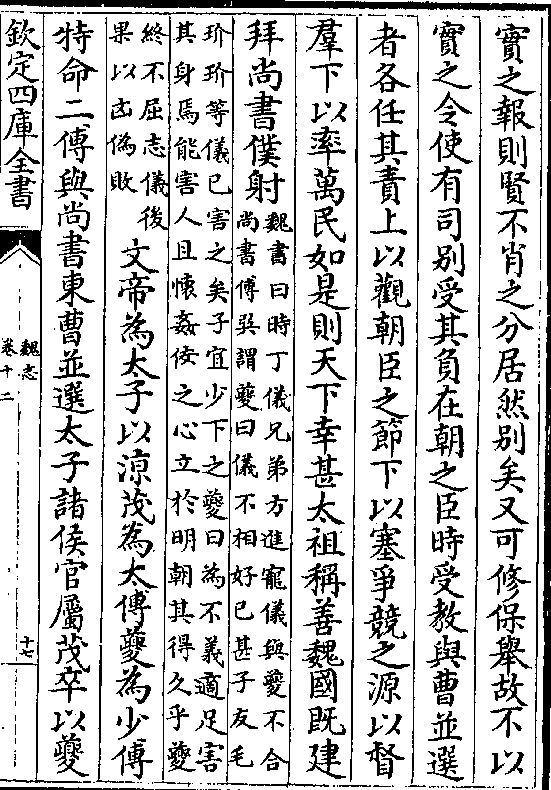 實之報則賢不肖之分居然別矣又可修保舉故不以
實之令使有司別受其負在朝之臣時受教與曹並選
者各任其責上以觀朝臣之節下以塞爭競之源以督
羣下以率萬民如是則天下幸甚太祖稱善魏國既建
拜尚書僕射
魏書曰時丁儀兄弟方進寵儀與夔不合
尚書傅巽謂夔曰儀不相好已甚子友毛
玠玠等儀已害之矣子宜少下之夔曰為不義適足害
其身焉能害人且懷姦佞之心立於明朝其得久乎夔
終不屈志儀後
果以凶偽敗
文帝為太子以涼茂為太傅夔為少傅
特命二傅與尚書東曹並選太子諸侯官屬茂卒以夔
欽定四庫全書
魏志
卷十二
十七